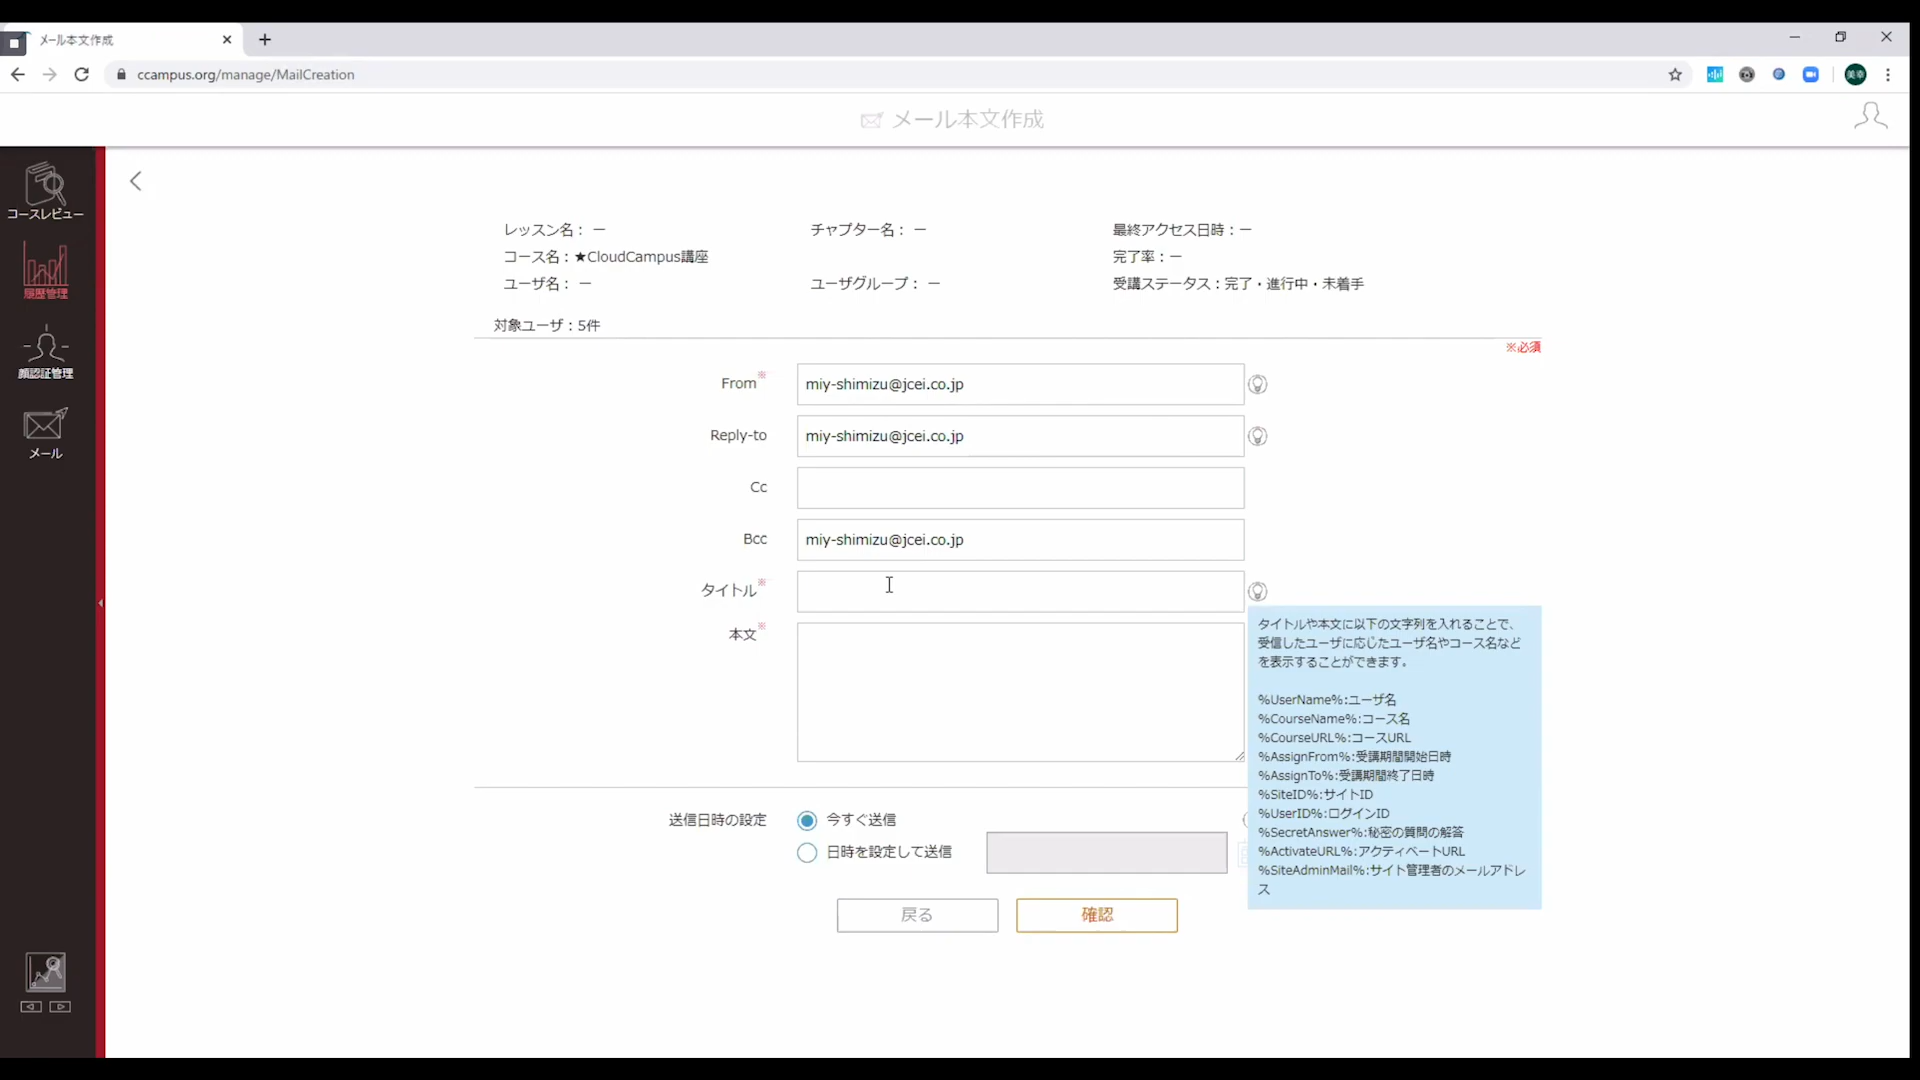 メール本文作成
ccampus.org/manage/MailCreation
美幸
メール本文作成
コースレビュー
履歴管理
顔認証管理
メール
レッスン名： ー
チャプター名： ー
最終アクセス日時：ー
コース名：★CloudCampus講座
完了率：ー
ユーザ名： ー
ユーザグループ： ー
受講ステータス：完了・進行中・未着手
対象ユーザ：5件
※必須
From※
miy-shimizu@jcei.co.jp
Reply-to
miy-shimizu@jcei.co.jp
Cc
Bcc
miy-shimizu@jcei.co.jp
タイトル※
本文※
タイトルや本文に以下の文字列を入れることで、
受信したユーザに応じたユーザ名やコース名など
を表示することができます。
%UserName%:ユーザ名
%CourseName%:コース名
%CourseURL%:コースURL
%AssignFrom%:受講期間開始日時
%AssignTo%:受講期間終了日時
%SiteID%:サイトID
%UserID%:ログインID
%SecretAnswer%:秘密の質問の解答
%ActivateURL%:アクティベートURL
%SiteAdminMail%:サイト管理者のメールアドレ
ス
送信日時の設定
今すぐ送信
日時を設定して送信
戻る
確認